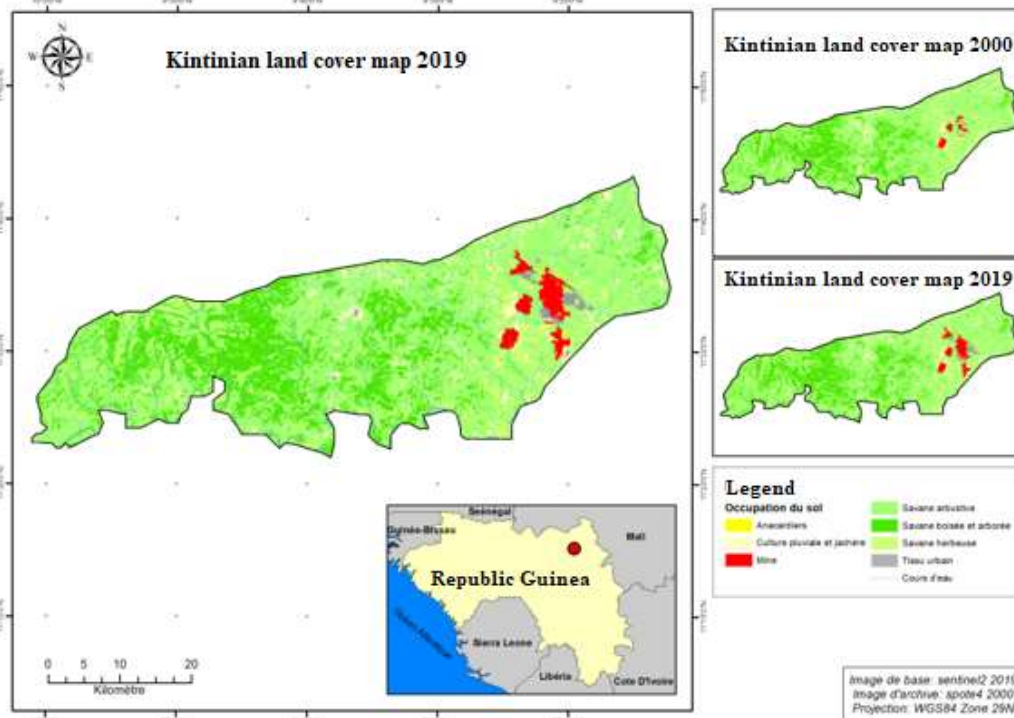 Kintinian land cover map 2019
N
W
E
S
Kintinian land cover map 2000
Kintinian land cover map 2019
Legend
Occupation du sol
Anacardiers
Culture pluviale et jachère
Mine
Savane arbustive
Savane boisée et arborée
Savane herbeuse
Tissu urbain
Cours d'eau
Sénégal
Guinée-Bissau
Mali
Republic Guinea
Sierra Leone
Libéria
Cote D'Ivoire
0 5 10 20
Kilomètre
Image de base: sentinel2 2019
Image d'archive: spote4 2000
Projection: WGS84 Zone 29N